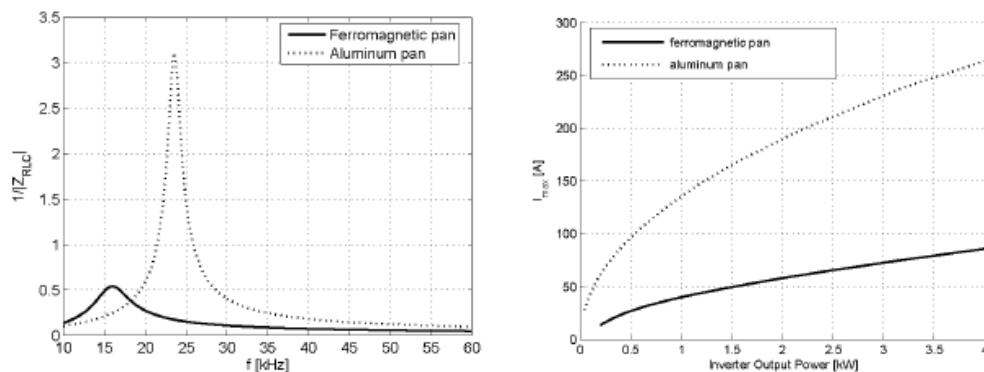 3.5
3
2.5
2
1.5
1
0.5
0
1/|Z_RLC|
Ferromagnetic pan
Aluminum pan
10 15 20 25 30 35 40 45 50 55 60
f [kHz]
300
250
200
150
100
50
0
I_max [A]
ferromagnetic pan
aluminum pan
0 0.5 1 1.5 2 2.5 3 3.5 4
Inverter Output Power [kW]